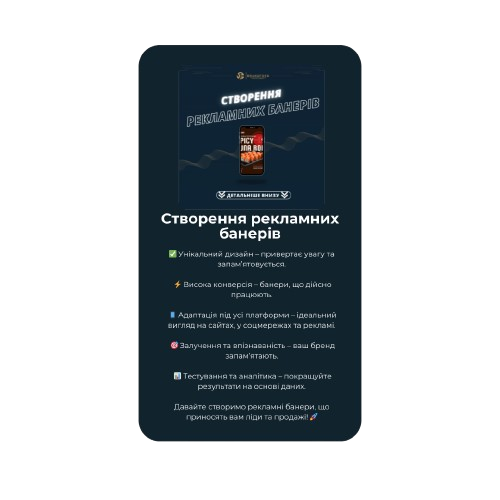 СТВОРЕННЯ
РЕКЛАМНИХ БАНЕРІВ
ДЕТАЛЬНІШЕ ВНИЗУ
Створення рекламних
банерів
✅ Унікальний дизайн – привертає увагу та
запам'ятовується.
⚡ Висока конверсія – банери, що дійсно
працюють.
📱 Адаптація під усі платформи – ідеальний
вигляд на сайтах, у соцмережах та рекламі.
🎯 Залучення та впізнаваність – ваш бренд
запам'ятають.
📊 Тестування та аналітика – покращуйте
результати на основі даних.
Давайте створимо рекламні банери, що
приносять вам ліди та продажі! 🚀